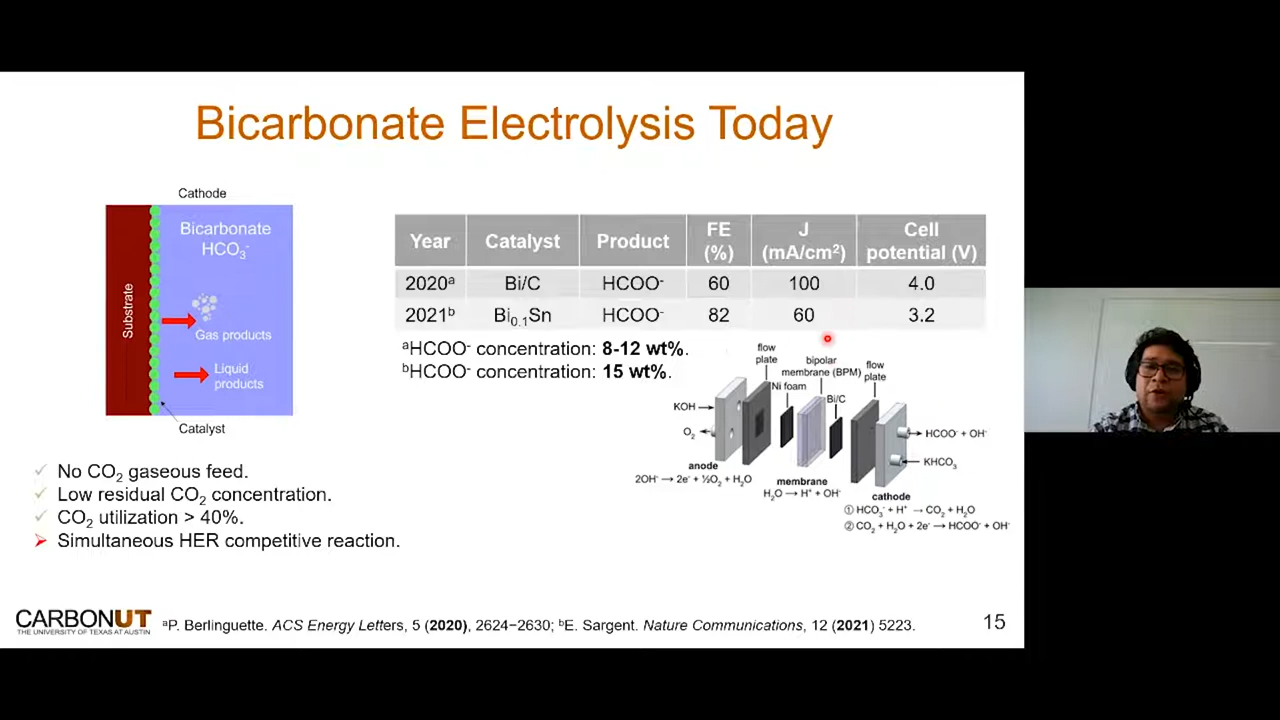 Bicarbonate Electrolysis Today
Cathode
Bicarbonate
HCO₃⁻
Substrate
Gas products
Liquid
products
Catalyst
✓ No CO₂ gaseous feed.
✓ Low residual CO₂ concentration.
✓ CO₂ utilization > 40%.
➢ Simultaneous HER competitive reaction.
Year Catalyst Product FE (%) J (mA/cm²) Cell potential (V)
2020ᵃ Bi/C HCOO⁻ 60 100 4.0
2021ᵇ Bi₀.₁Sn HCOO⁻ 82 60 3.2
ᵃHCOO⁻ concentration: 8-12 wt%.
ᵇHCOO⁻ concentration: 15 wt%.
flow
plate
bipolar
membrane (BPM)
flow
plate
Ni foam
Bi/C
KOH
O₂
HCOO⁻ + OH⁻
KHCO₃
anode
2OH⁻ → 2e⁻ + ½O₂ + H₂O
membrane
H₂O → H⁺ + OH⁻
cathode
① HCO₃⁻ + H⁺ → CO₂ + H₂O
② CO₂ + H₂O + 2e⁻ → HCOO⁻ + OH⁻
CARBONUT
THE UNIVERSITY OF TEXAS AT AUSTIN
ᵃP. Berlinguette. ACS Energy Letters, 5 (2020), 2624−2630; ᵇE. Sargent. Nature Communications, 12 (2021) 5223.
15